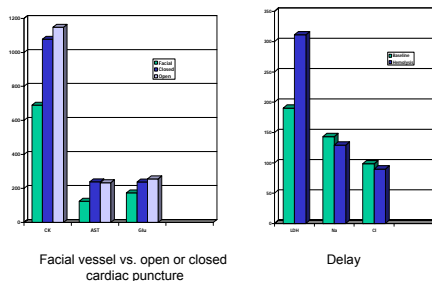 1200
1000
800
600
400
200
0
CK
AST
Glu
Facial
Closed
Open
350
300
250
200
150
100
50
0
LDH
Na
Cl
Baseline
Hemolysis
Facial vessel vs. open or closed
cardiac puncture
Delay